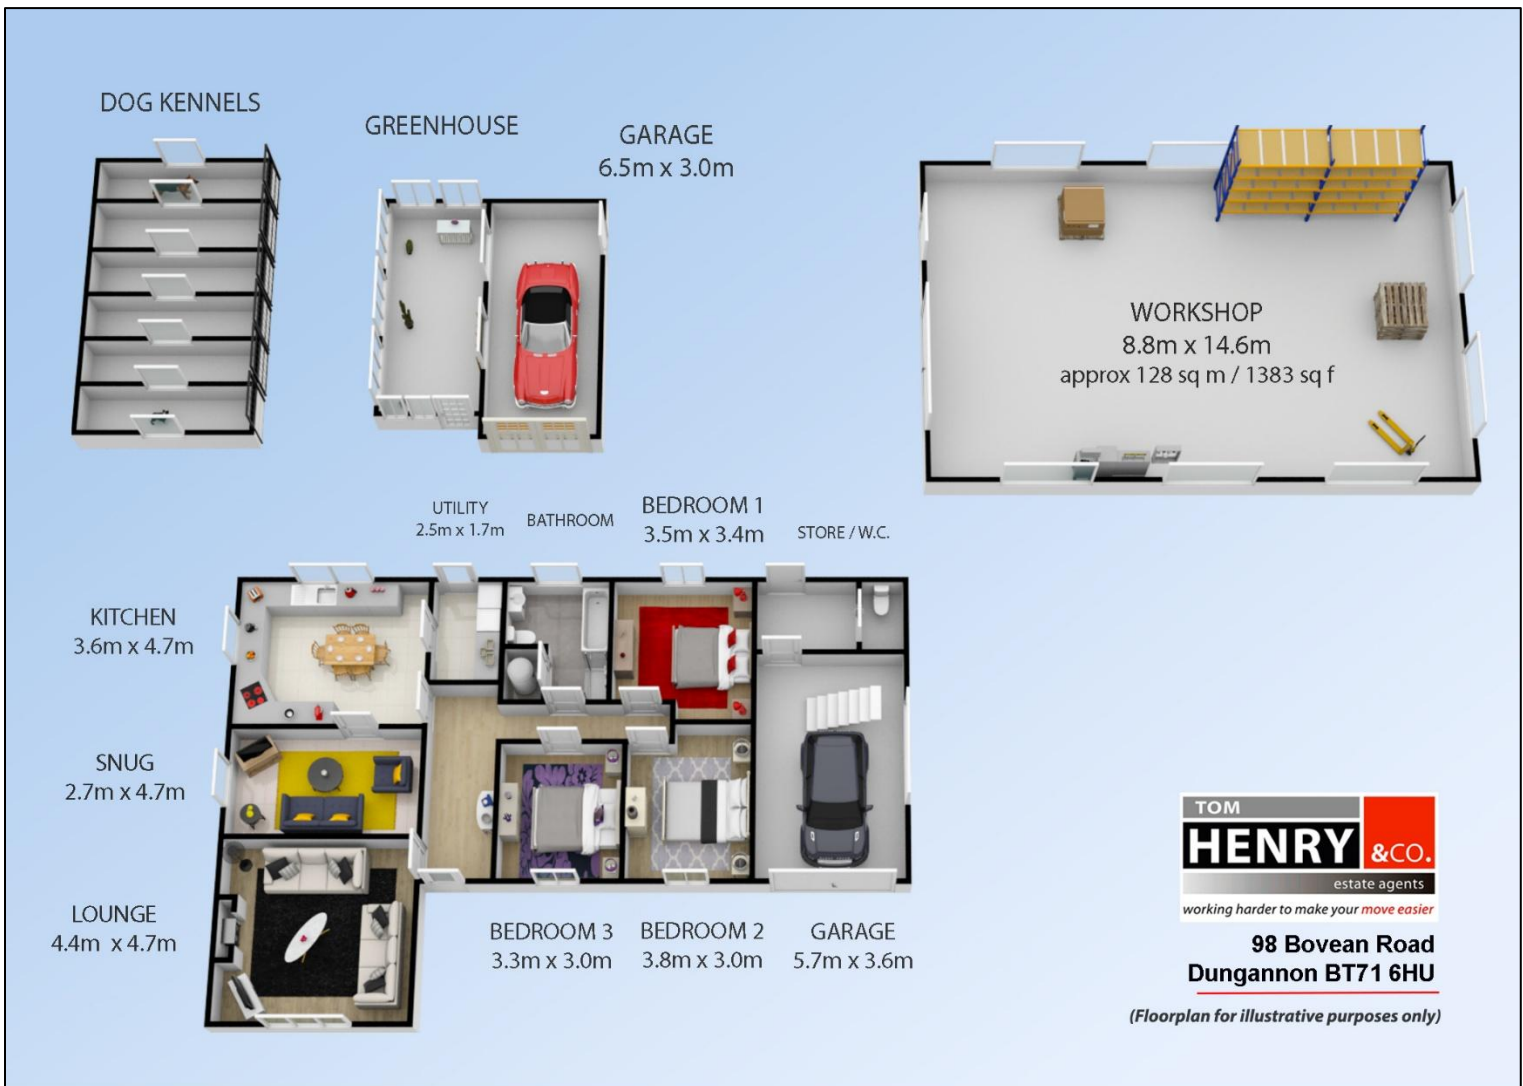 DOG KENNELS
GREENHOUSE
GARAGE
6.5m x 3.0m
WORKSHOP
8.8m x 14.6m
approx 128 sq m / 1383 sq f
UTILITY
2.5m x 1.7m
BATHROOM
BEDROOM 1
3.5m x 3.4m
STORE / W.C.
KITCHEN
3.6m x 4.7m
SNUG
2.7m x 4.7m
LOUNGE
4.4m x 4.7m
BEDROOM 3
3.3m x 3.0m
BEDROOM 2
3.8m x 3.0m
GARAGE
5.7m x 3.6m
TOM
HENRY &CO.
estate agents
working harder to make your move easier
98 Bovean Road
Dungannon BT71 6HU
(Floorplan for illustrative purposes only)